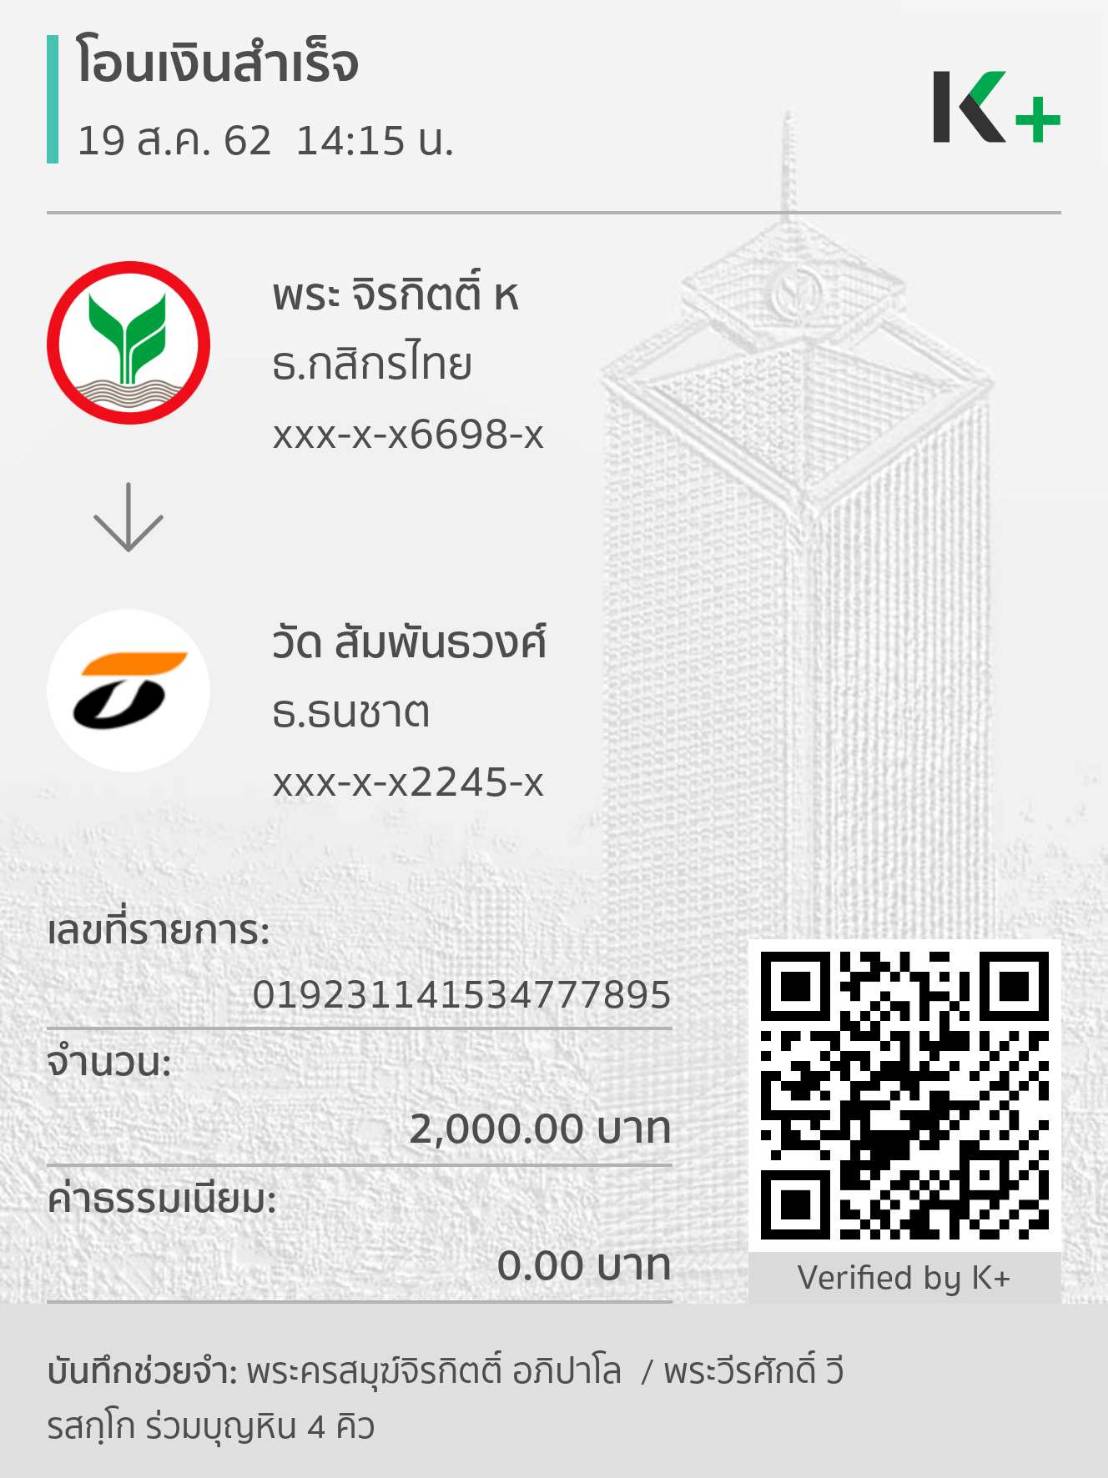 โอนเงินสำเร็จ
19 ส.ค. 62  14:15 น.
K+
พระ จิรกิตติ์ ห
ธ.กสิกรไทย
xxx-x-x6698-x
วัด สัมพันธวงศ์
ธ.ธนชาต
xxx-x-x2245-x
เลขที่รายการ:
019231141534777895
จำนวน:
2,000.00 บาท
ค่าธรรมเนียม:
0.00 บาท
Verified by K+
บันทึกช่วยจำ: พระครสมุฆ์จิรกิตติ์ อภิปาโล  / พระวีรศักดิ์ วี
รสกฺโก ร่วมบุญหิน 4 คิว